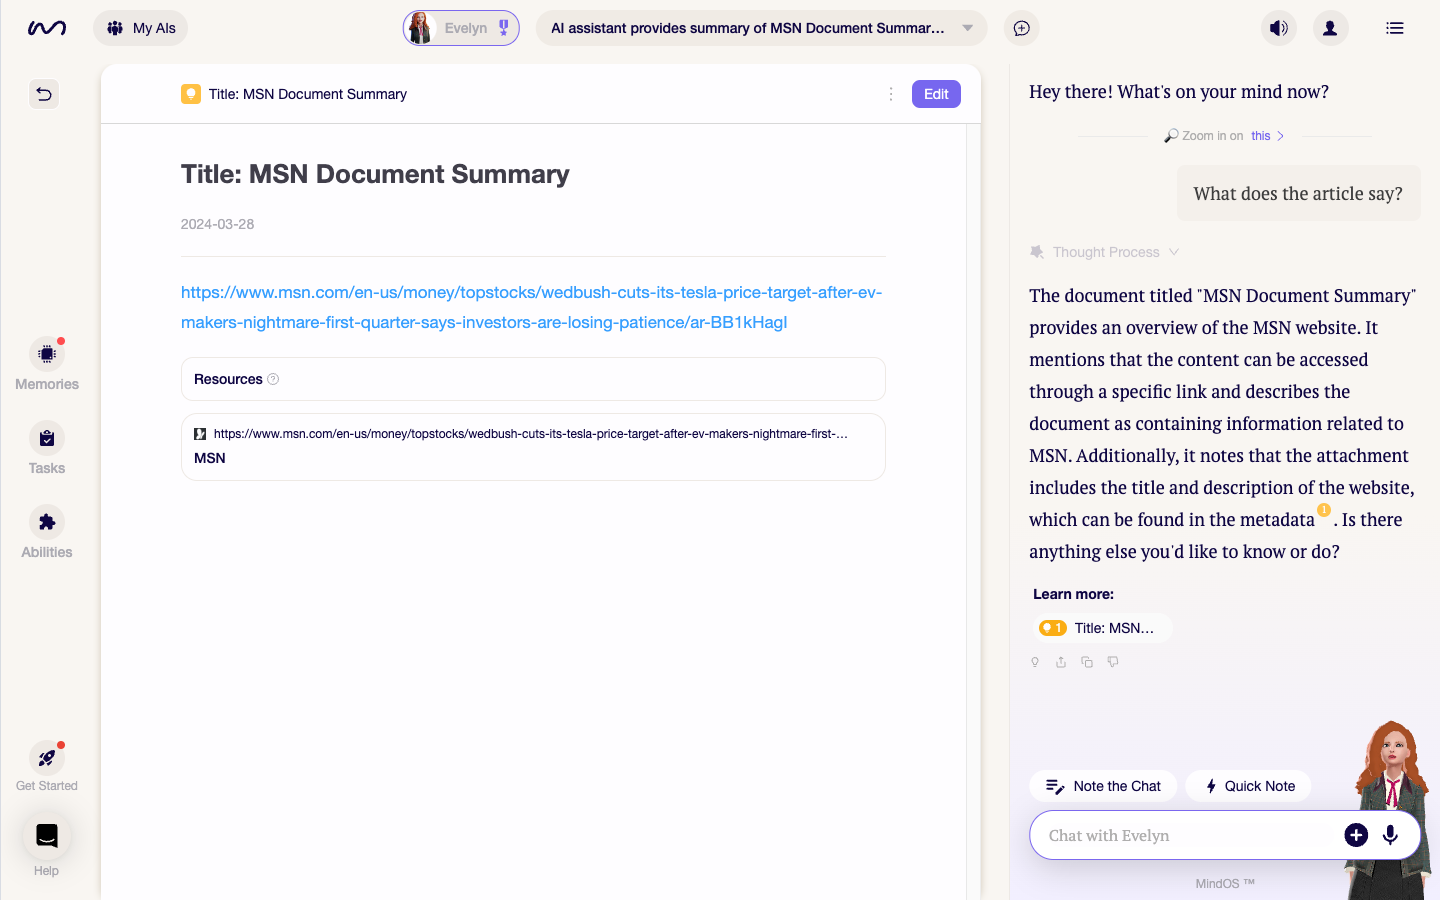 My AIs
Evelyn
AI assistant provides summary of MSN Document Summar...
Title: MSN Document Summary
Edit
Title: MSN Document Summary
2024-03-28
https://www.msn.com/en-us/money/topstocks/wedbush-cuts-its-tesla-price-target-after-ev-
makers-nightmare-first-quarter-says-investors-are-losing-patience/ar-BB1kHagI
Resources
https://www.msn.com/en-us/money/topstocks/wedbush-cuts-its-tesla-price-target-after-ev-makers-nightmare-first-...
MSN
Memories
Tasks
Abilities
Get Started
Help
Hey there! What's on your mind now?
Zoom in on this
What does the article say?
Thought Process
The document titled "MSN Document Summary"
provides an overview of the MSN website. It
mentions that the content can be accessed
through a specific link and describes the
document as containing information related to
MSN. Additionally, it notes that the attachment
includes the title and description of the website,
which can be found in the metadata 1 . Is there
anything else you'd like to know or do?
Learn more:
1 Title: MSN...
Note the Chat
Quick Note
Chat with Evelyn
MindOS ™